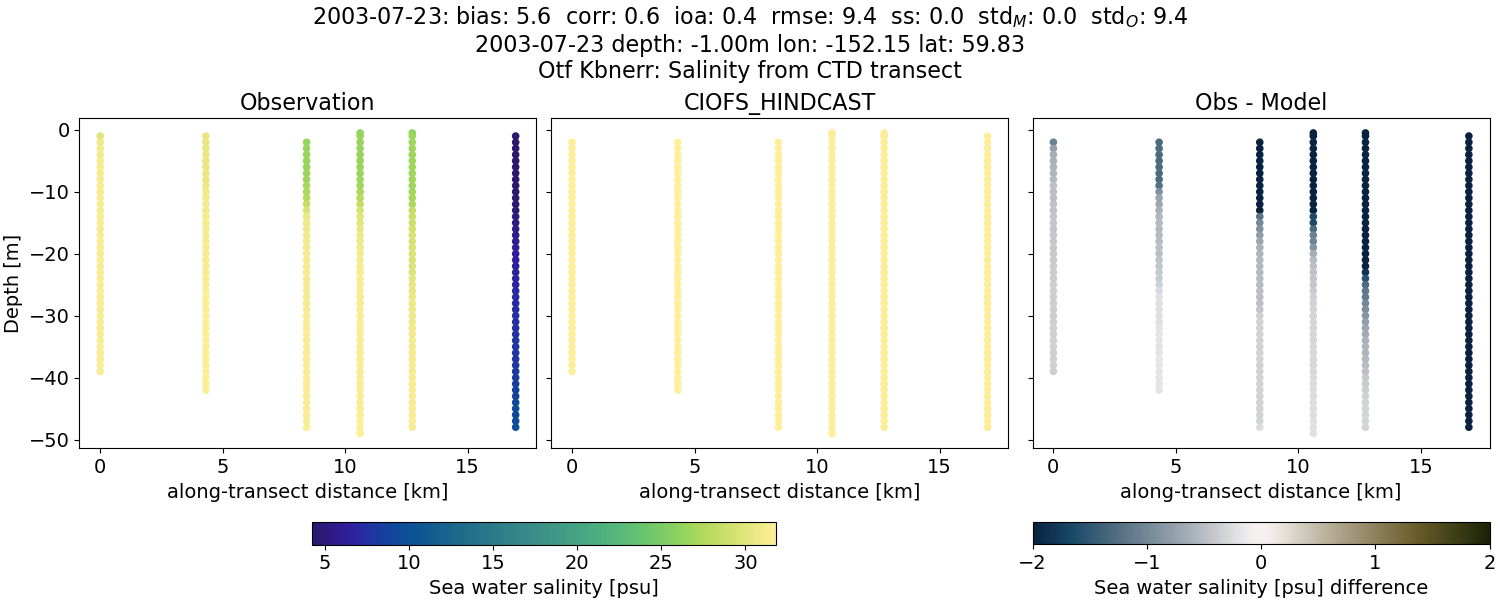 2003-07-23: bias: 5.6 corr: 0.6 ioa: 0.4 rmse: 9.4 ss: 0.0 std_M: 0.0 std_O: 9.4
2003-07-23 depth: -1.00m lon: -152.15 lat: 59.83
Otf Kbnerr: Salinity from CTD transect
Observation
CIOFS_HINDCAST
Obs - Model
Depth [m]
0
−10
−20
−30
−40
−50
0 5 10 15
0 5 10 15
0 5 10 15
along-transect distance [km]
along-transect distance [km]
along-transect distance [km]
5 10 15 20 25 30
Sea water salinity [psu]
−2 −1 0 1 2
Sea water salinity [psu] difference